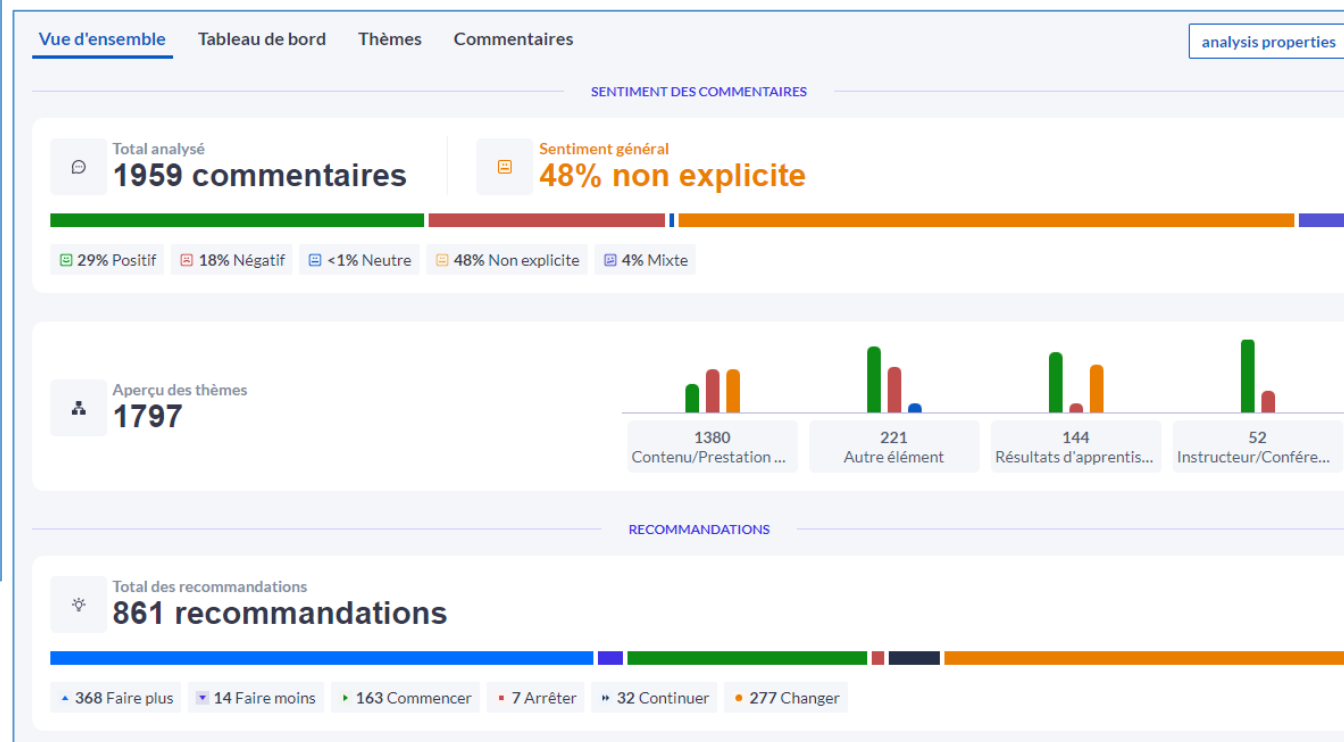 Vue d'ensemble Tableau de bord Thèmes Commentaires analysis properties
SENTIMENT DES COMMENTAIRES
Total analysé
1959 commentaires
Sentiment général
48% non explicite
29% Positif 18% Négatif <1% Neutre 48% Non explicite 4% Mixte
Aperçu des thèmes
1797
1380
Contenu/Prestation ...
221
Autre élément
144
Résultats d'apprentis...
52
Instructeur/Confére...
RECOMMANDATIONS
Total des recommandations
861 recommandations
368 Faire plus 14 Faire moins 163 Commencer 7 Arrêter 32 Continuer 277 Changer